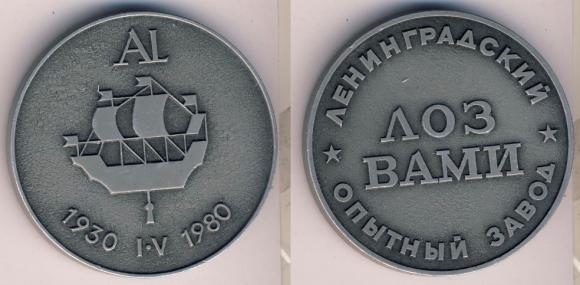 AL
1930 I·V 1980
ЛЕНИНГРАДСКИЙ
ЛОЗ
ВАМИ
ОПЫТНЫЙ ЗАВОД